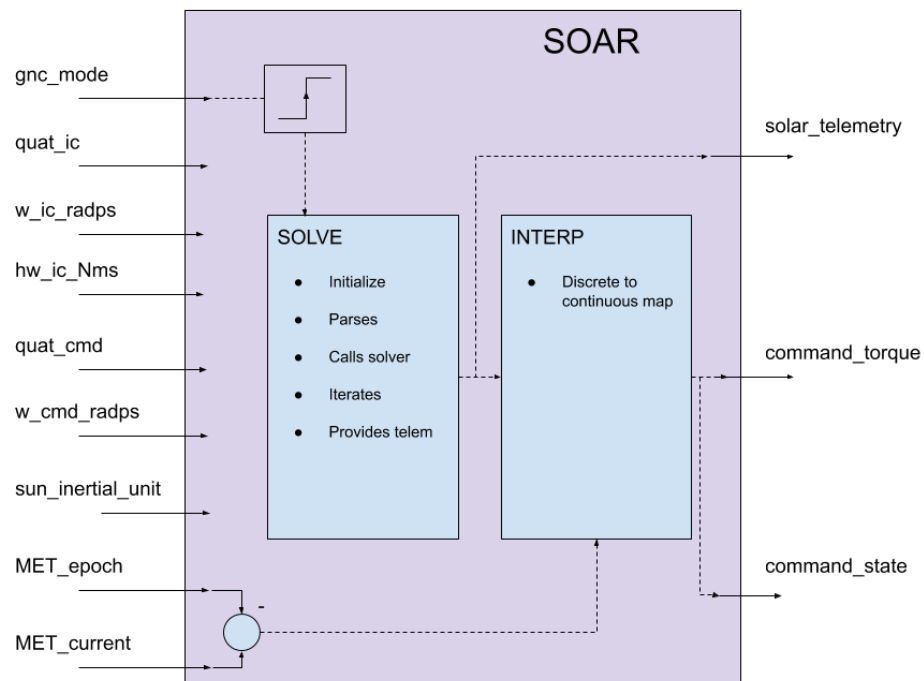 SOAR
gnc_mode
quat_ic
w_ic_radps
hw_ic_Nms
quat_cmd
w_cmd_radps
sun_inertial_unit
MET_epoch
-
MET_current
SOLVE
● Initialize
● Parses
● Calls solver
● Iterates
● Provides telem
INTERP
● Discrete to
continuous map
solar_telemetry
command_torque
command_state